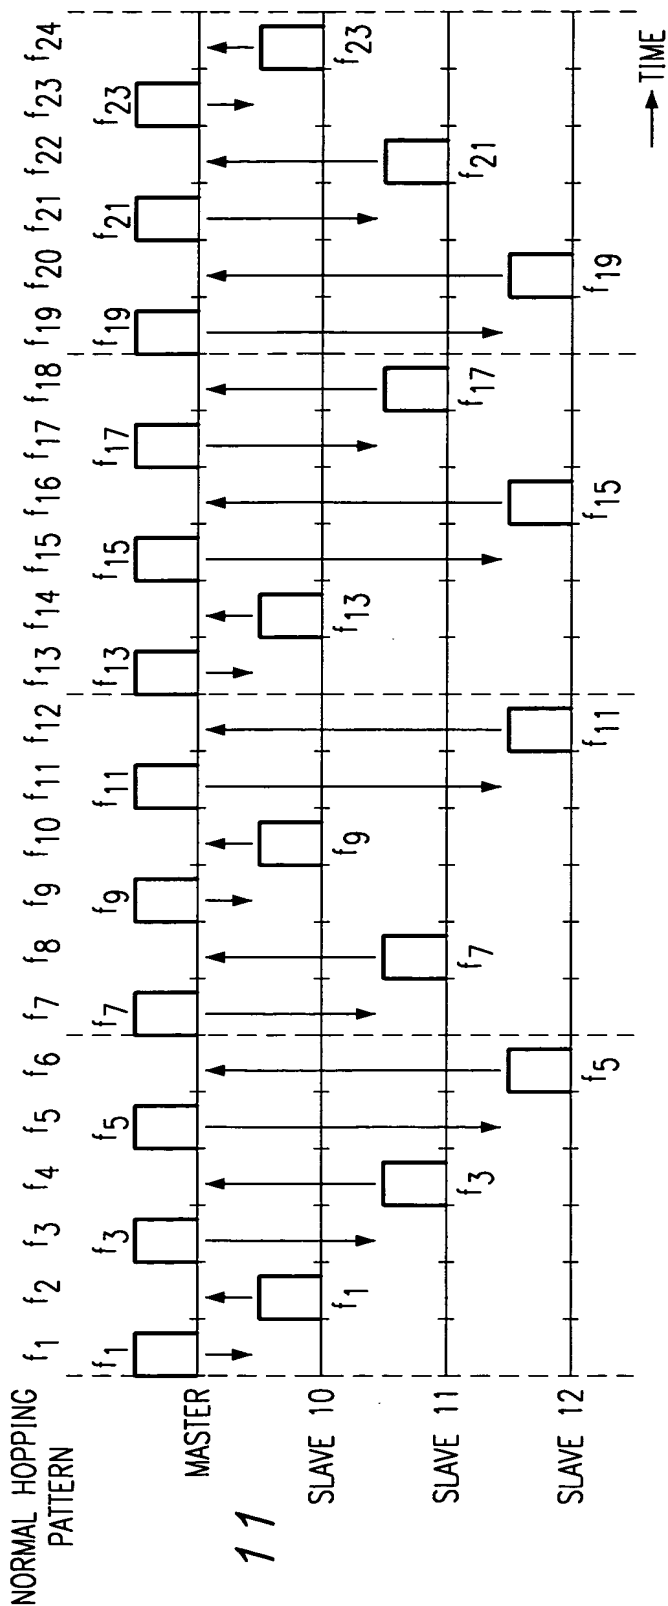 NORMAL HOPPING PATTERN f1 f2 f3 f4 f5 f6 f7 f8 f9 f10 f11 f12 f13 f14 f15 f16 f17 f18 f19 f20 f21 f22 f23 f24
f1 f3 f5 f7 f9 f11 f13 f15 f17 f19 f21 f23
MASTER
SLAVE 10
f1 f9 f13 f23
SLAVE 11
f3 f7 f17 f21
SLAVE 12
f5 f11 f15 f19
TIME
11